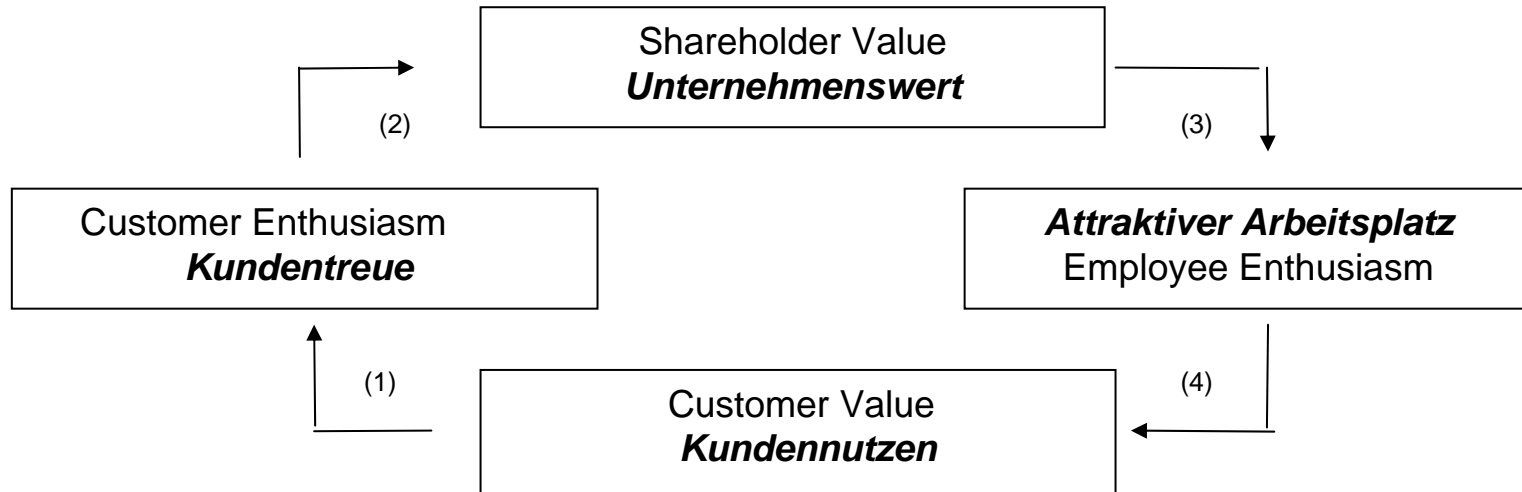 Shareholder Value
Unternehmenswert
(2)
(3)
Customer Enthusiasm
Kundentreue
Attraktiver Arbeitsplatz
Employee Enthusiasm
(1)
(4)
Customer Value
Kundennutzen